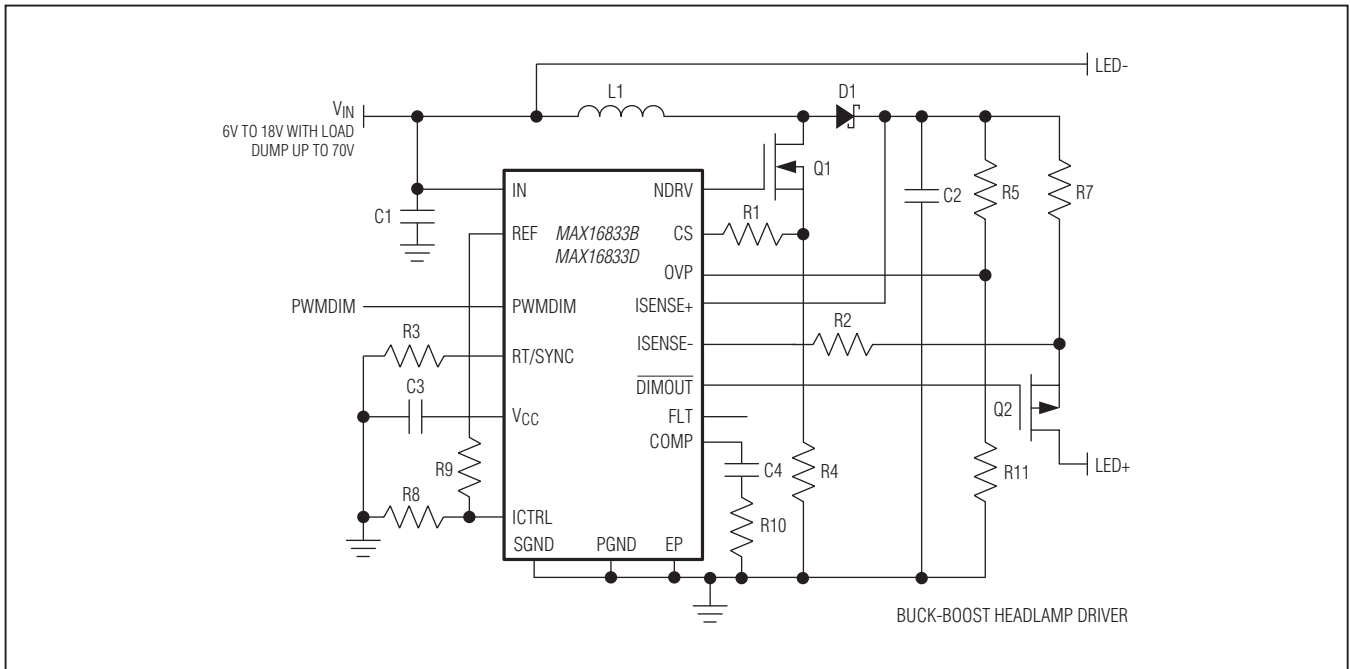 LED-
L1
D1
VIN
6V TO 18V WITH LOAD
DUMP UP TO 70V
Q1
IN
NDRV
C1
C2
R5
R7
R1
REF
MAX16833B
MAX16833D
CS
OVP
PWMDIM
PWMDIM
ISENSE+
R3
R2
RT/SYNC
ISENSE-
C3
DIMOUT
Q2
VCC
FLT
COMP
R9
C4
R4
R11
LED+
R8
R10
ICTRL
SGND
PGND
EP
BUCK-BOOST HEADLAMP DRIVER